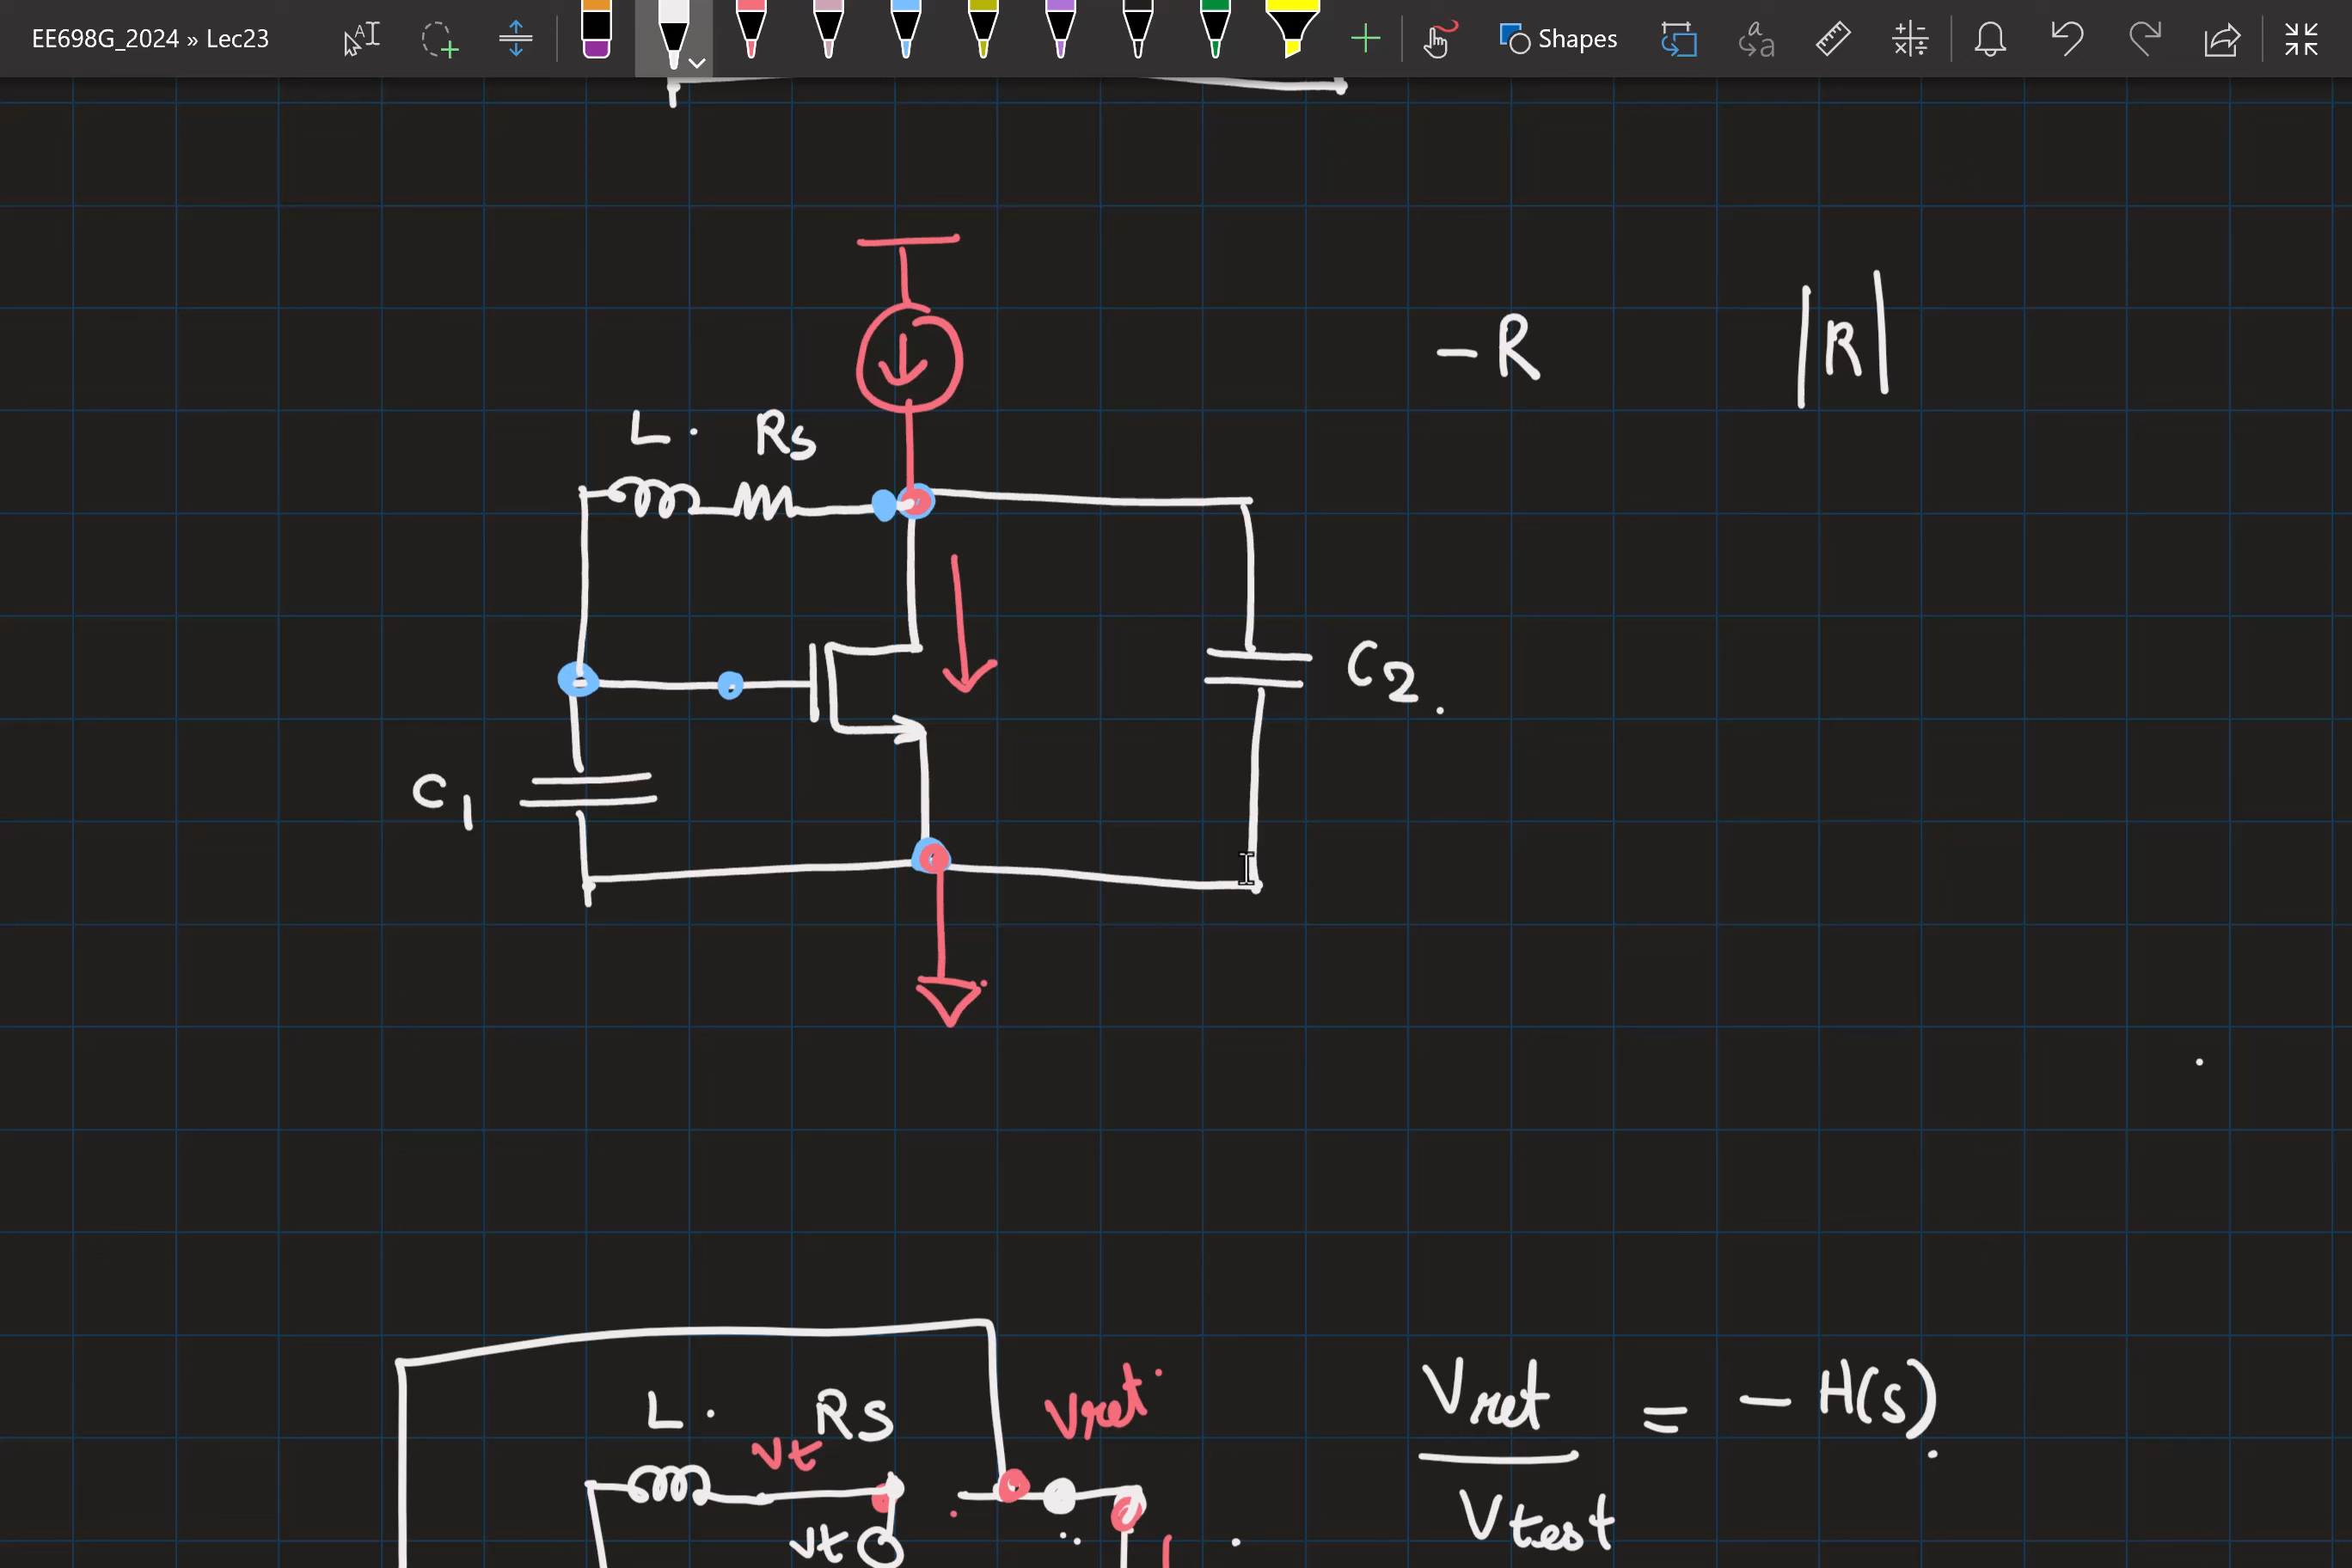 EE698G_2024 » Lec23
Shapes
-R |R|
L. Rs
C2.
C1
L. Rs
Vt
Vret.
Vt
Vret/Vtest = -H(s).